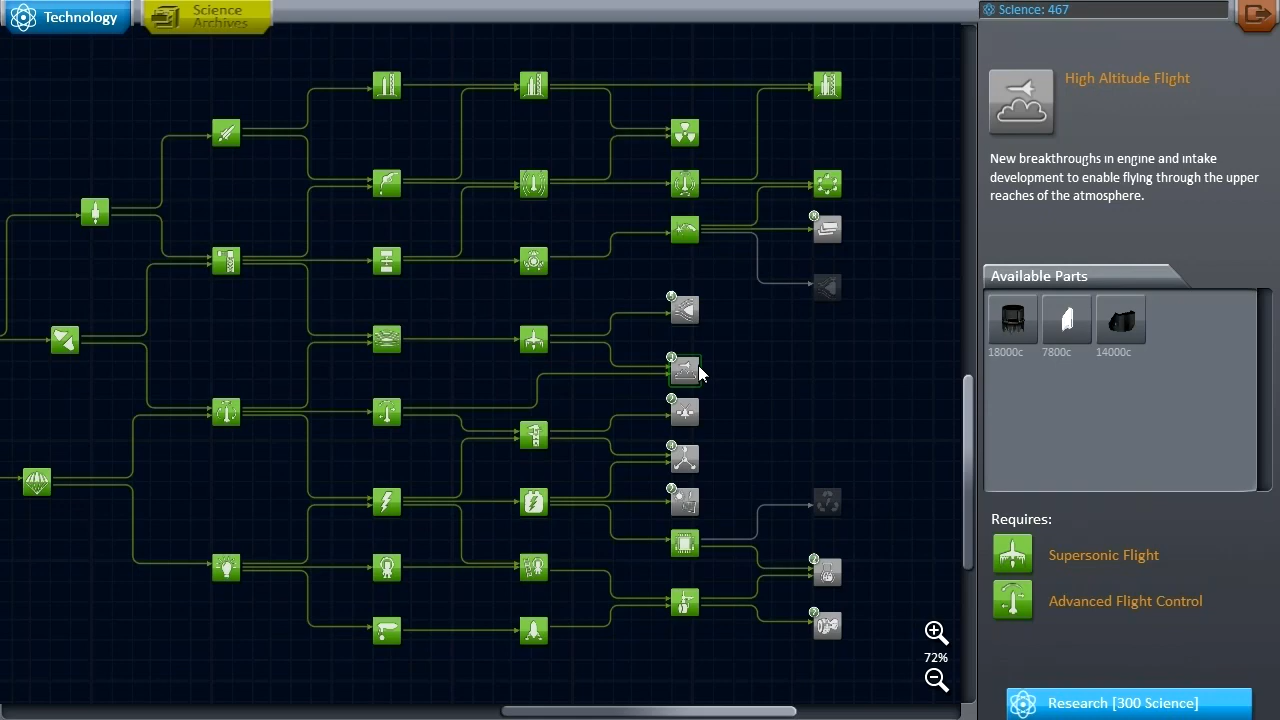 Technology
Science
Archives
Science: 467
High Altitude Flight
New breakthroughs in engine and intake
development to enable flying through the upper
reaches of the atmosphere.
Available Parts
18000c 7800c 14000c
Requires:
Supersonic Flight
Advanced Flight Control
72%
Research [300 Science]